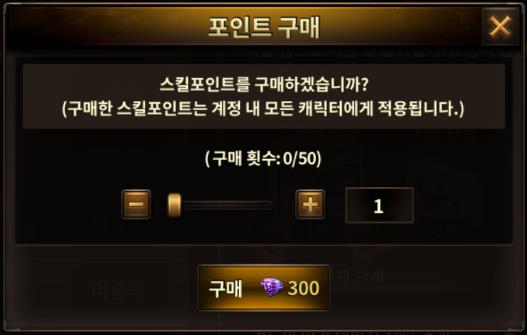 포인트 구매
스킬포인트를 구매하겠습니까?
(구매한 스킬포인트는 계정 내 모든 캐릭터에게 적용됩니다.)
(구매 횟수: 0/50)
1
구매 300